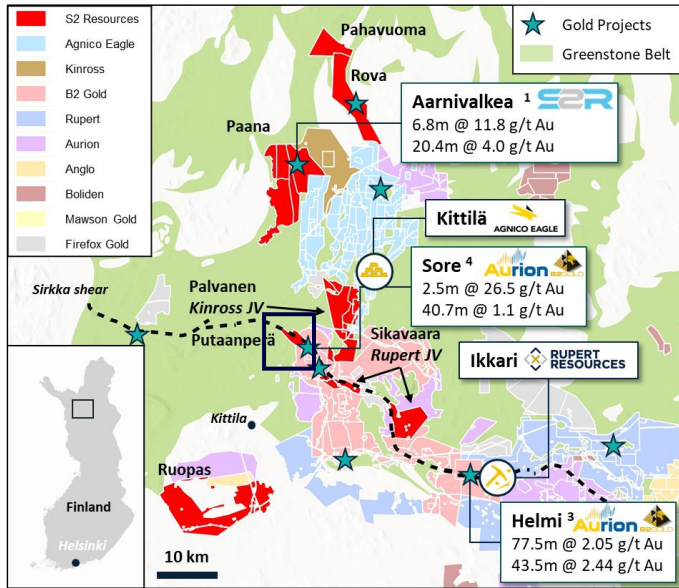 S2 Resources
Agnico Eagle
Kinross
B2 Gold
Rupert
Aurion
Anglo
Boliden
Mawson Gold
Firefox Gold
Gold Projects
Greenstone Belt
Pahavuoma
Rova
Paana
Aarnivalkea 1 S2R
6.8m @ 11.8 g/t Au
20.4m @ 4.0 g/t Au
Kittilä AGNICO EAGLE
Sore 4 Aurion B2GOLD
2.5m @ 26.5 g/t Au
40.7m @ 1.1 g/t Au
Sirkka shear
Palvanen
Kinross JV
Putaanperä
Sikavaara
Rupert JV
Ikkari RUPERT
RESOURCES
Kittila
Ruopas
Finland
Helsinki
10 km
Helmi 3 Aurion B2GOLD
77.5m @ 2.05 g/t Au
43.5m @ 2.44 g/t Au